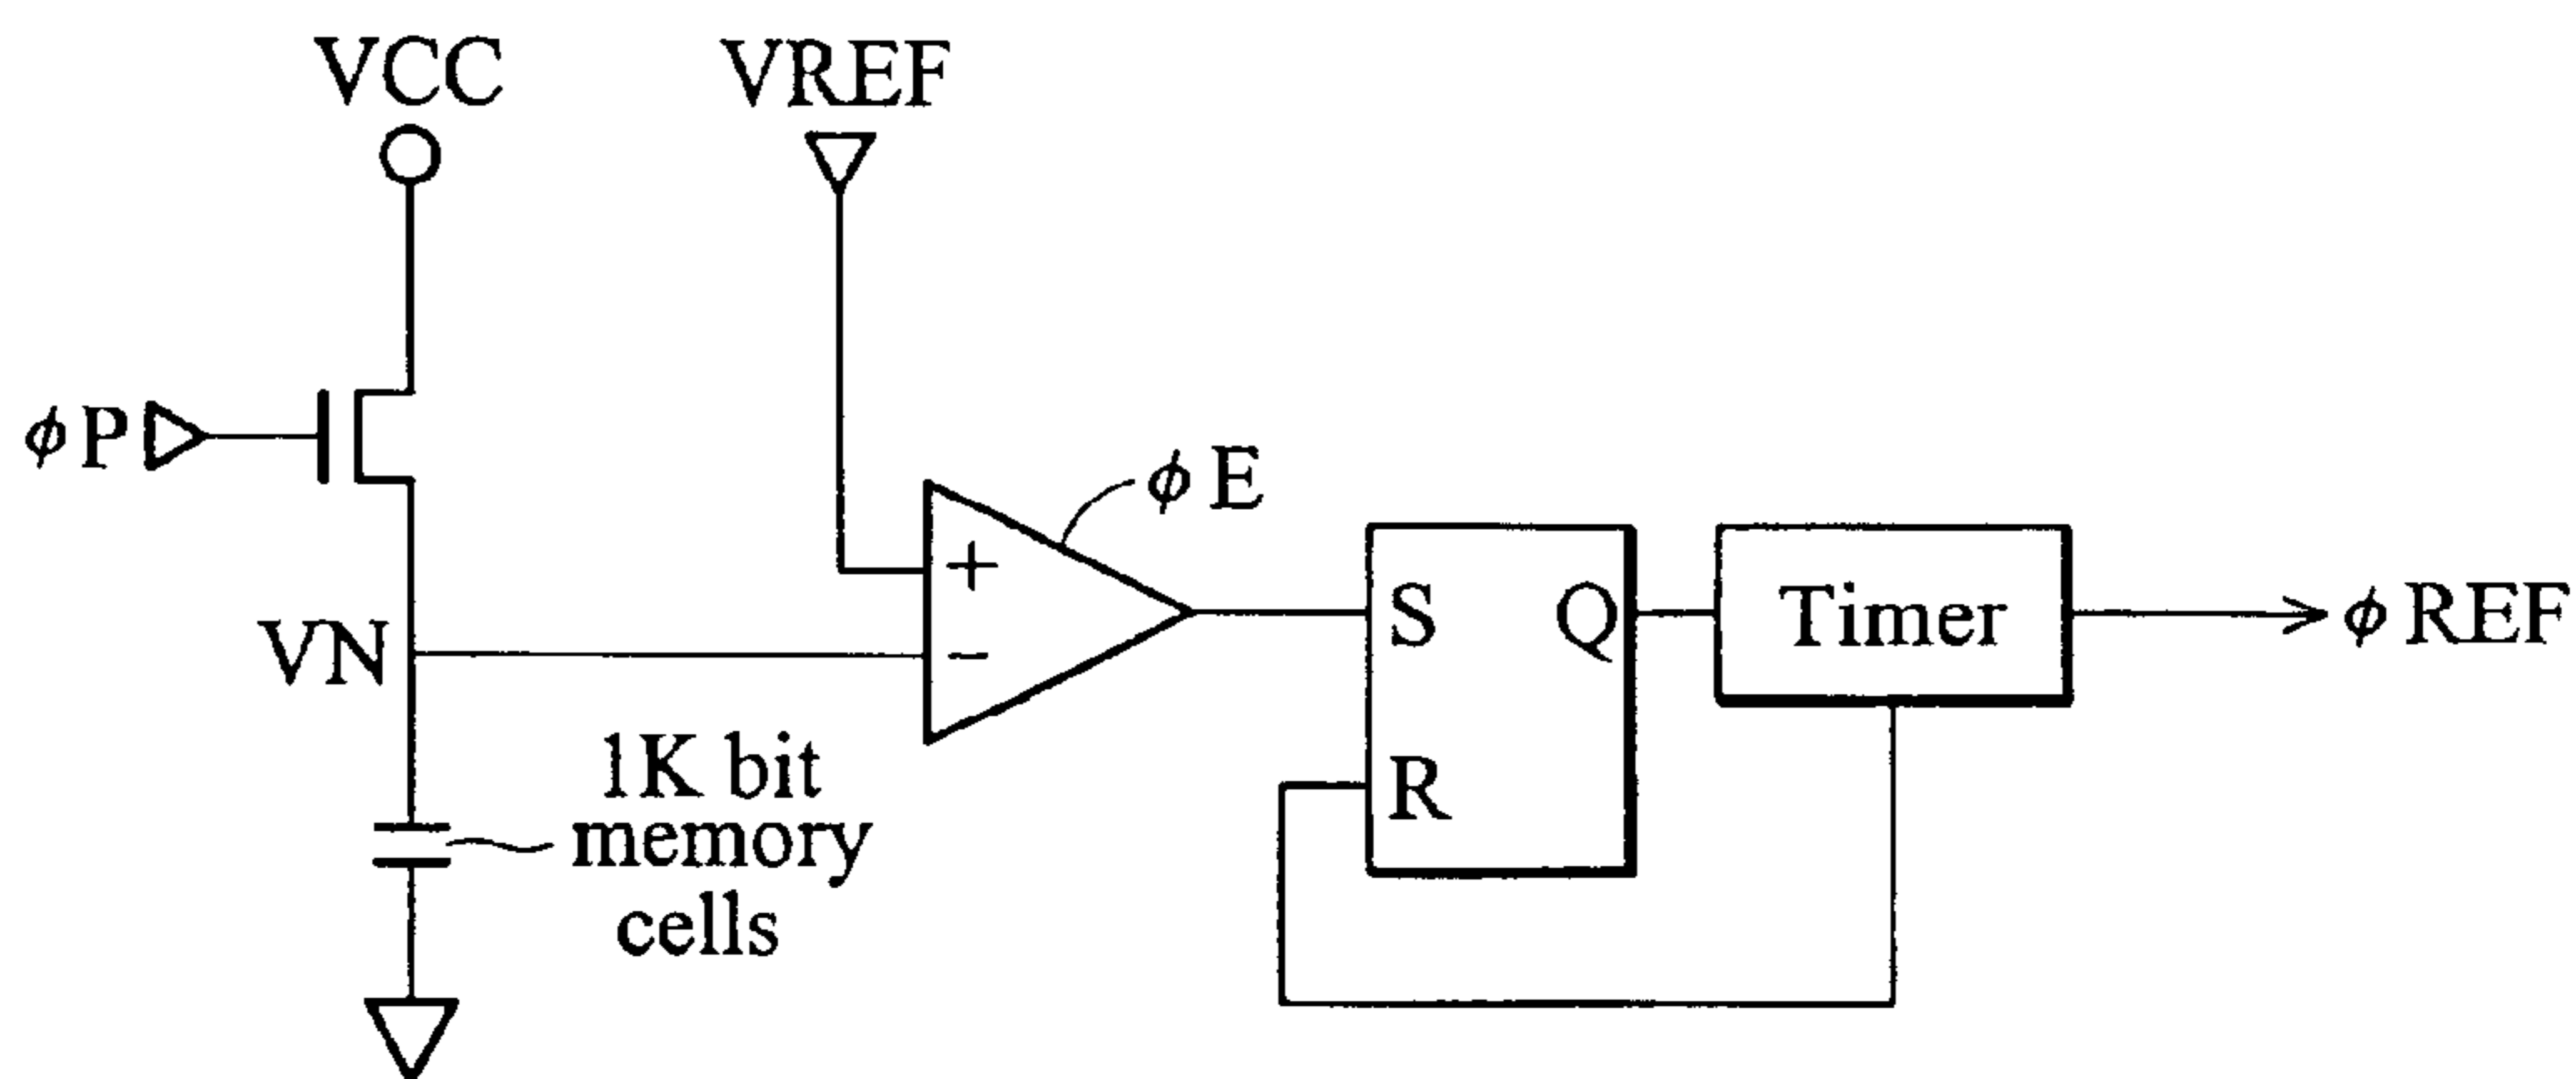 VCC
VREF
ϕP
ϕE
+
-
VN
S
Q
R
Timer
ϕREF
1K bit
memory
cells